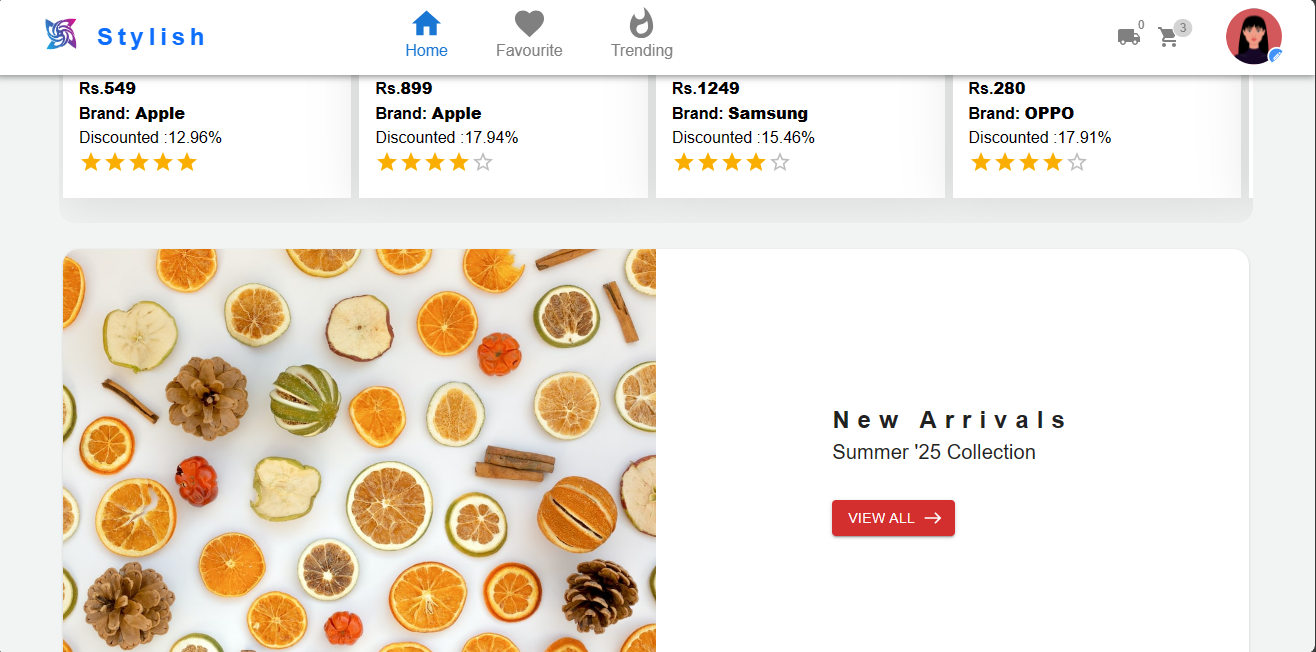 Stylish
Home
Favourite
Trending
0
3
Rs.549
Brand: Apple
Discounted :12.96%
Rs.899
Brand: Apple
Discounted :17.94%
Rs.1249
Brand: Samsung
Discounted :15.46%
Rs.280
Brand: OPPO
Discounted :17.91%
New Arrivals
Summer '25 Collection
VIEW ALL